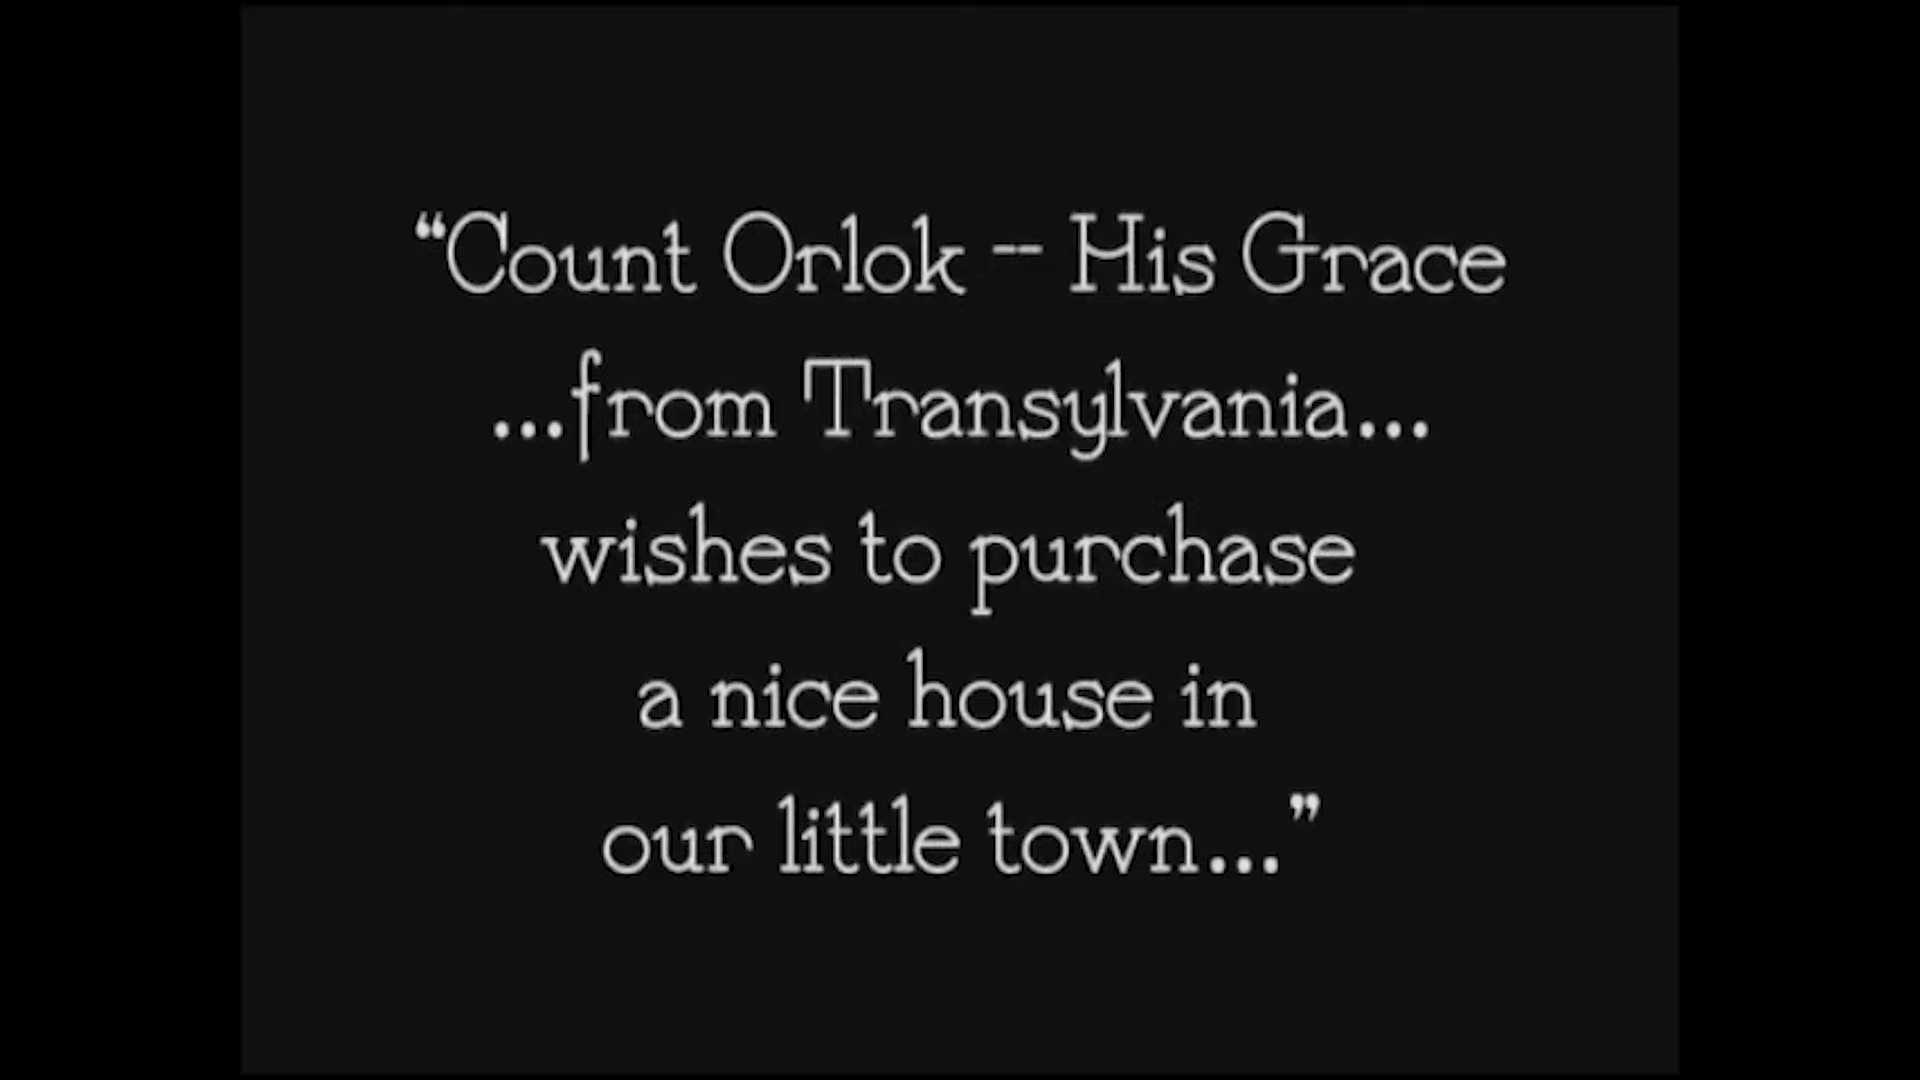 “Count Orlok -- His Grace
...from Transylvania...
wishes to purchase
a nice house in
our little town...”